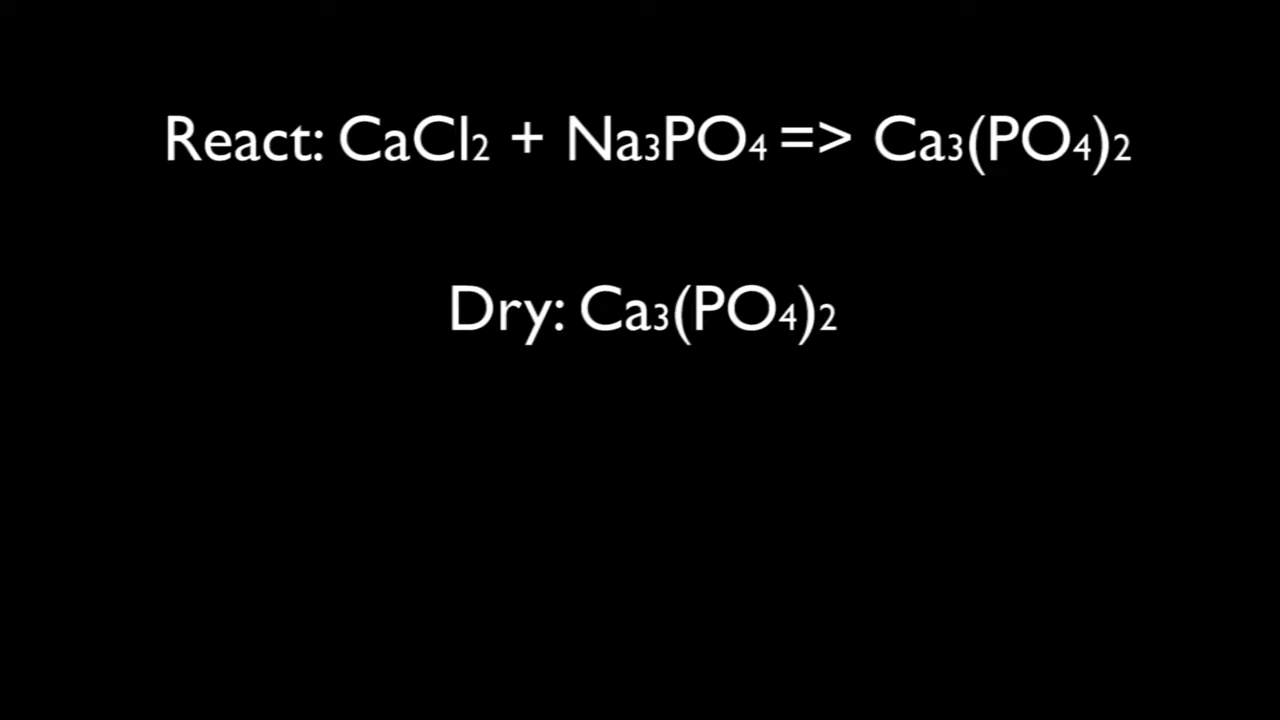 React: CaCl₂ + Na₃PO₄ => Ca₃(PO₄)₂
Dry: Ca₃(PO₄)₂